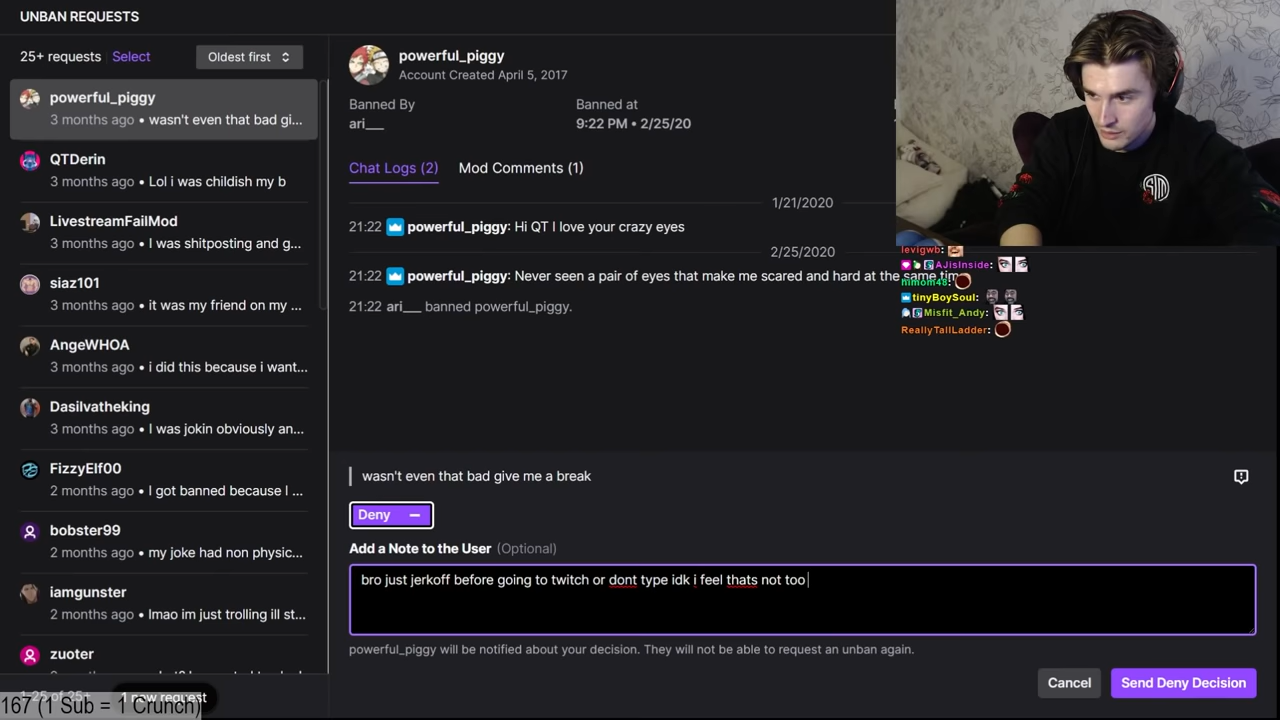 UNBAN REQUESTS
25+ requests Select Oldest first
powerful_piggy
3 months ago • wasn't even that bad gi...
QTDerin
3 months ago • Lol i was childish my b
LivestreamFailMod
3 months ago • I was shitposting and g...
siaz101
3 months ago • it was my friend on my ...
AngeWHOA
3 months ago • i did this because i want...
Dasilvatheking
3 months ago • I was jokin obviously an...
FizzyElf00
2 months ago • I got banned because I ...
bobster99
2 months ago • my joke had non physic...
iamgunster
2 months ago • lmao im just trolling ill st...
zuoter
1-25 of 25+ 1 new request
167 (1 Sub = 1 Crunch)
powerful_piggy
Account Created April 5, 2017
Banned By Banned at
ari___ 9:22 PM • 2/25/20
Chat Logs (2) Mod Comments (1)
1/21/2020
21:22 powerful_piggy: Hi QT I love your crazy eyes
2/25/2020
21:22 powerful_piggy: Never seen a pair of eyes that make me scared and hard at the same time
21:22 ari___ banned powerful_piggy.
wasn't even that bad give me a break
Deny
Add a Note to the User (Optional)
bro just jerkoff before going to twitch or dont type idk i feel thats not too
powerful_piggy will be notified about your decision. They will not be able to request an unban again.
Cancel Send Deny Decision
levigwb:
AJisInside:
mmom48:
tinyBoySoul:
Misfit_Andy:
ReallyTallLadder: